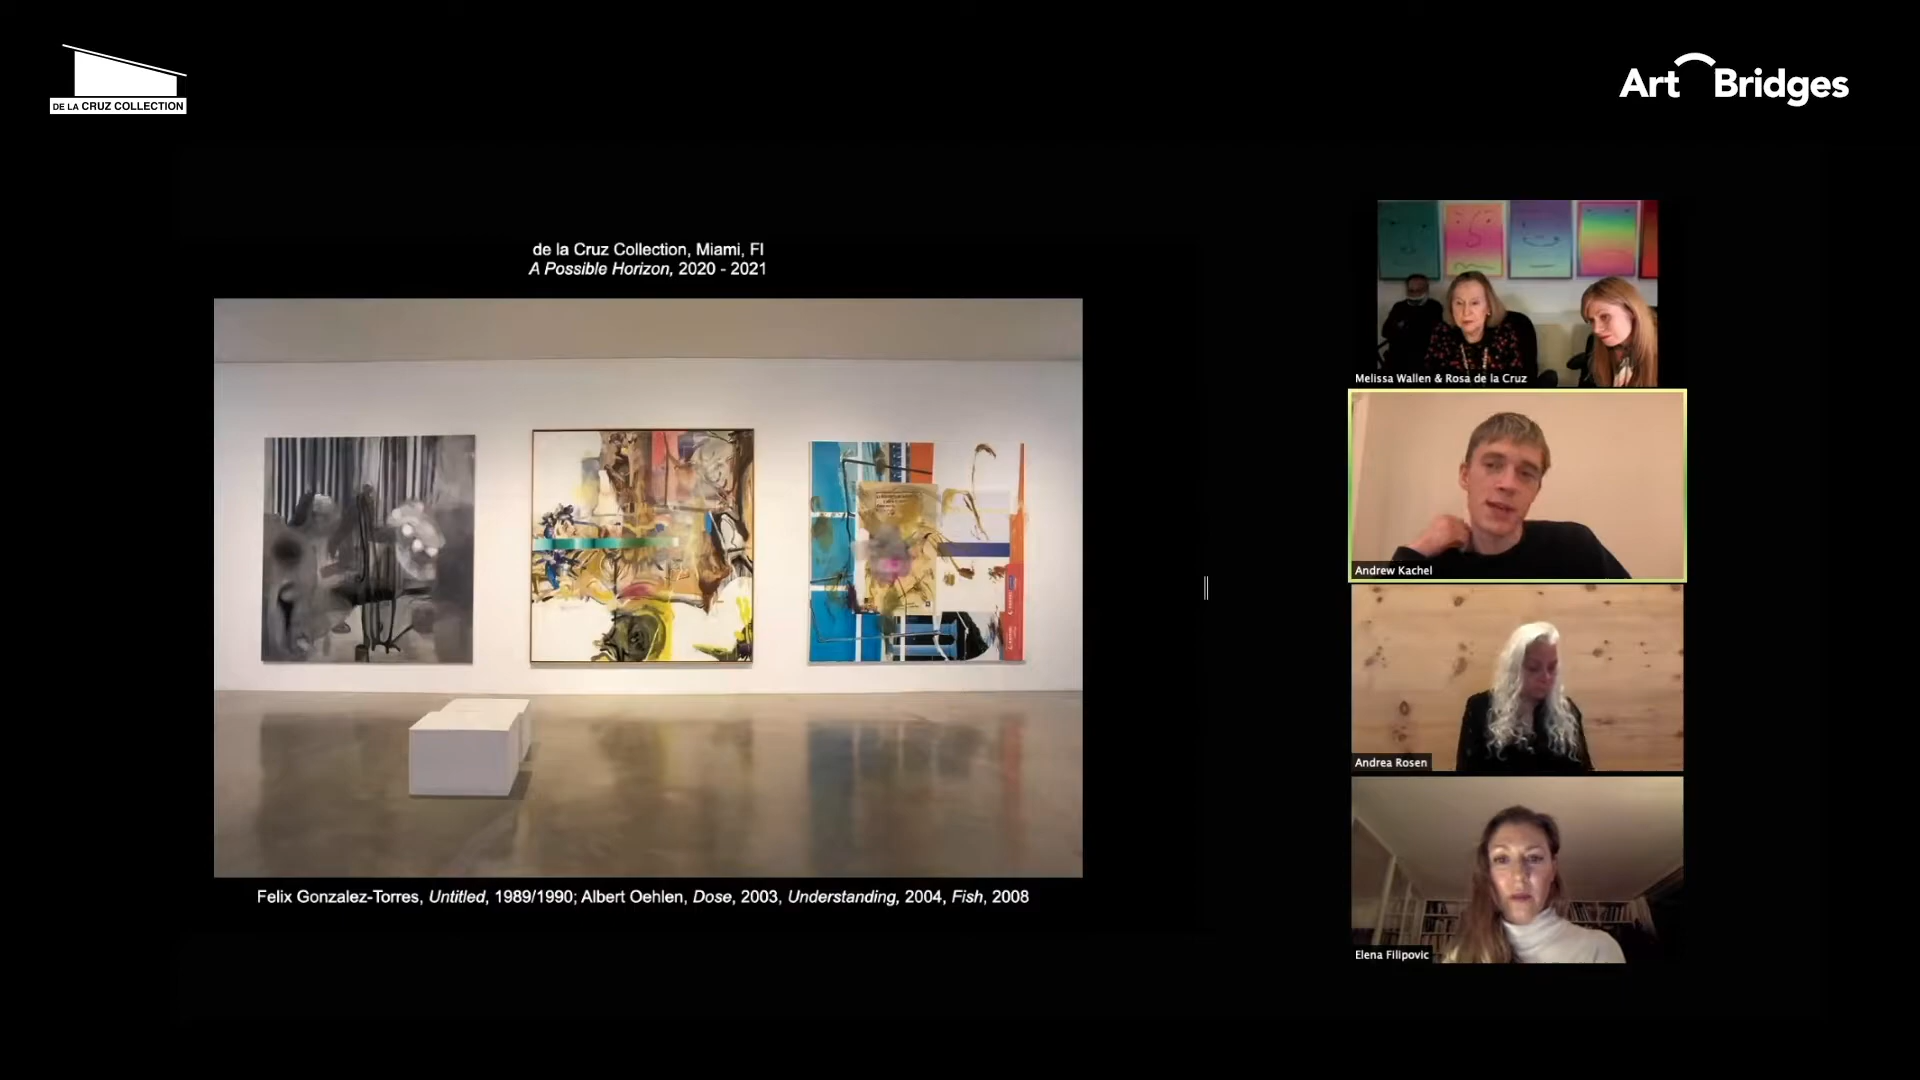 DE LA CRUZ COLLECTION
Art Bridges
de la Cruz Collection, Miami, Fl
A Possible Horizon, 2020 - 2021
Felix Gonzalez-Torres, Untitled, 1989/1990; Albert Oehlen, Dose, 2003, Understanding, 2004, Fish, 2008
Melissa Wallen & Rosa de la Cruz
Andrew Kachel
Andrea Rosen
Elena Filipovic